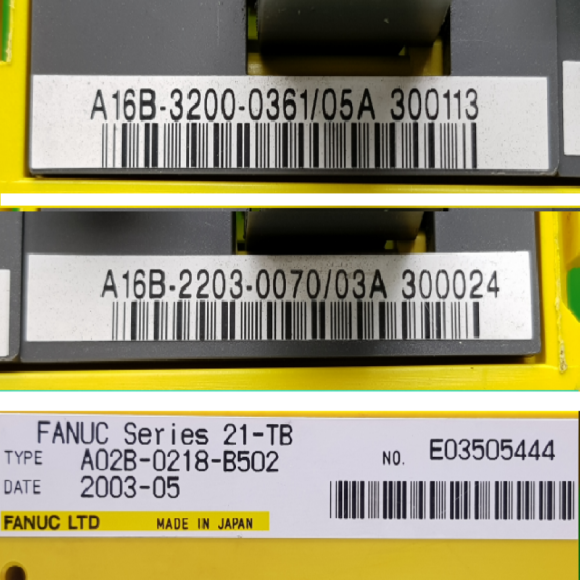 A16B-3200-0361/05A 300113
A16B-2203-0070/03A 300024
FANUC Series 21-TB
TYPE A02B-0218-B502
NO. E03505444
DATE 2003-05
FANUC LTD MADE IN JAPAN